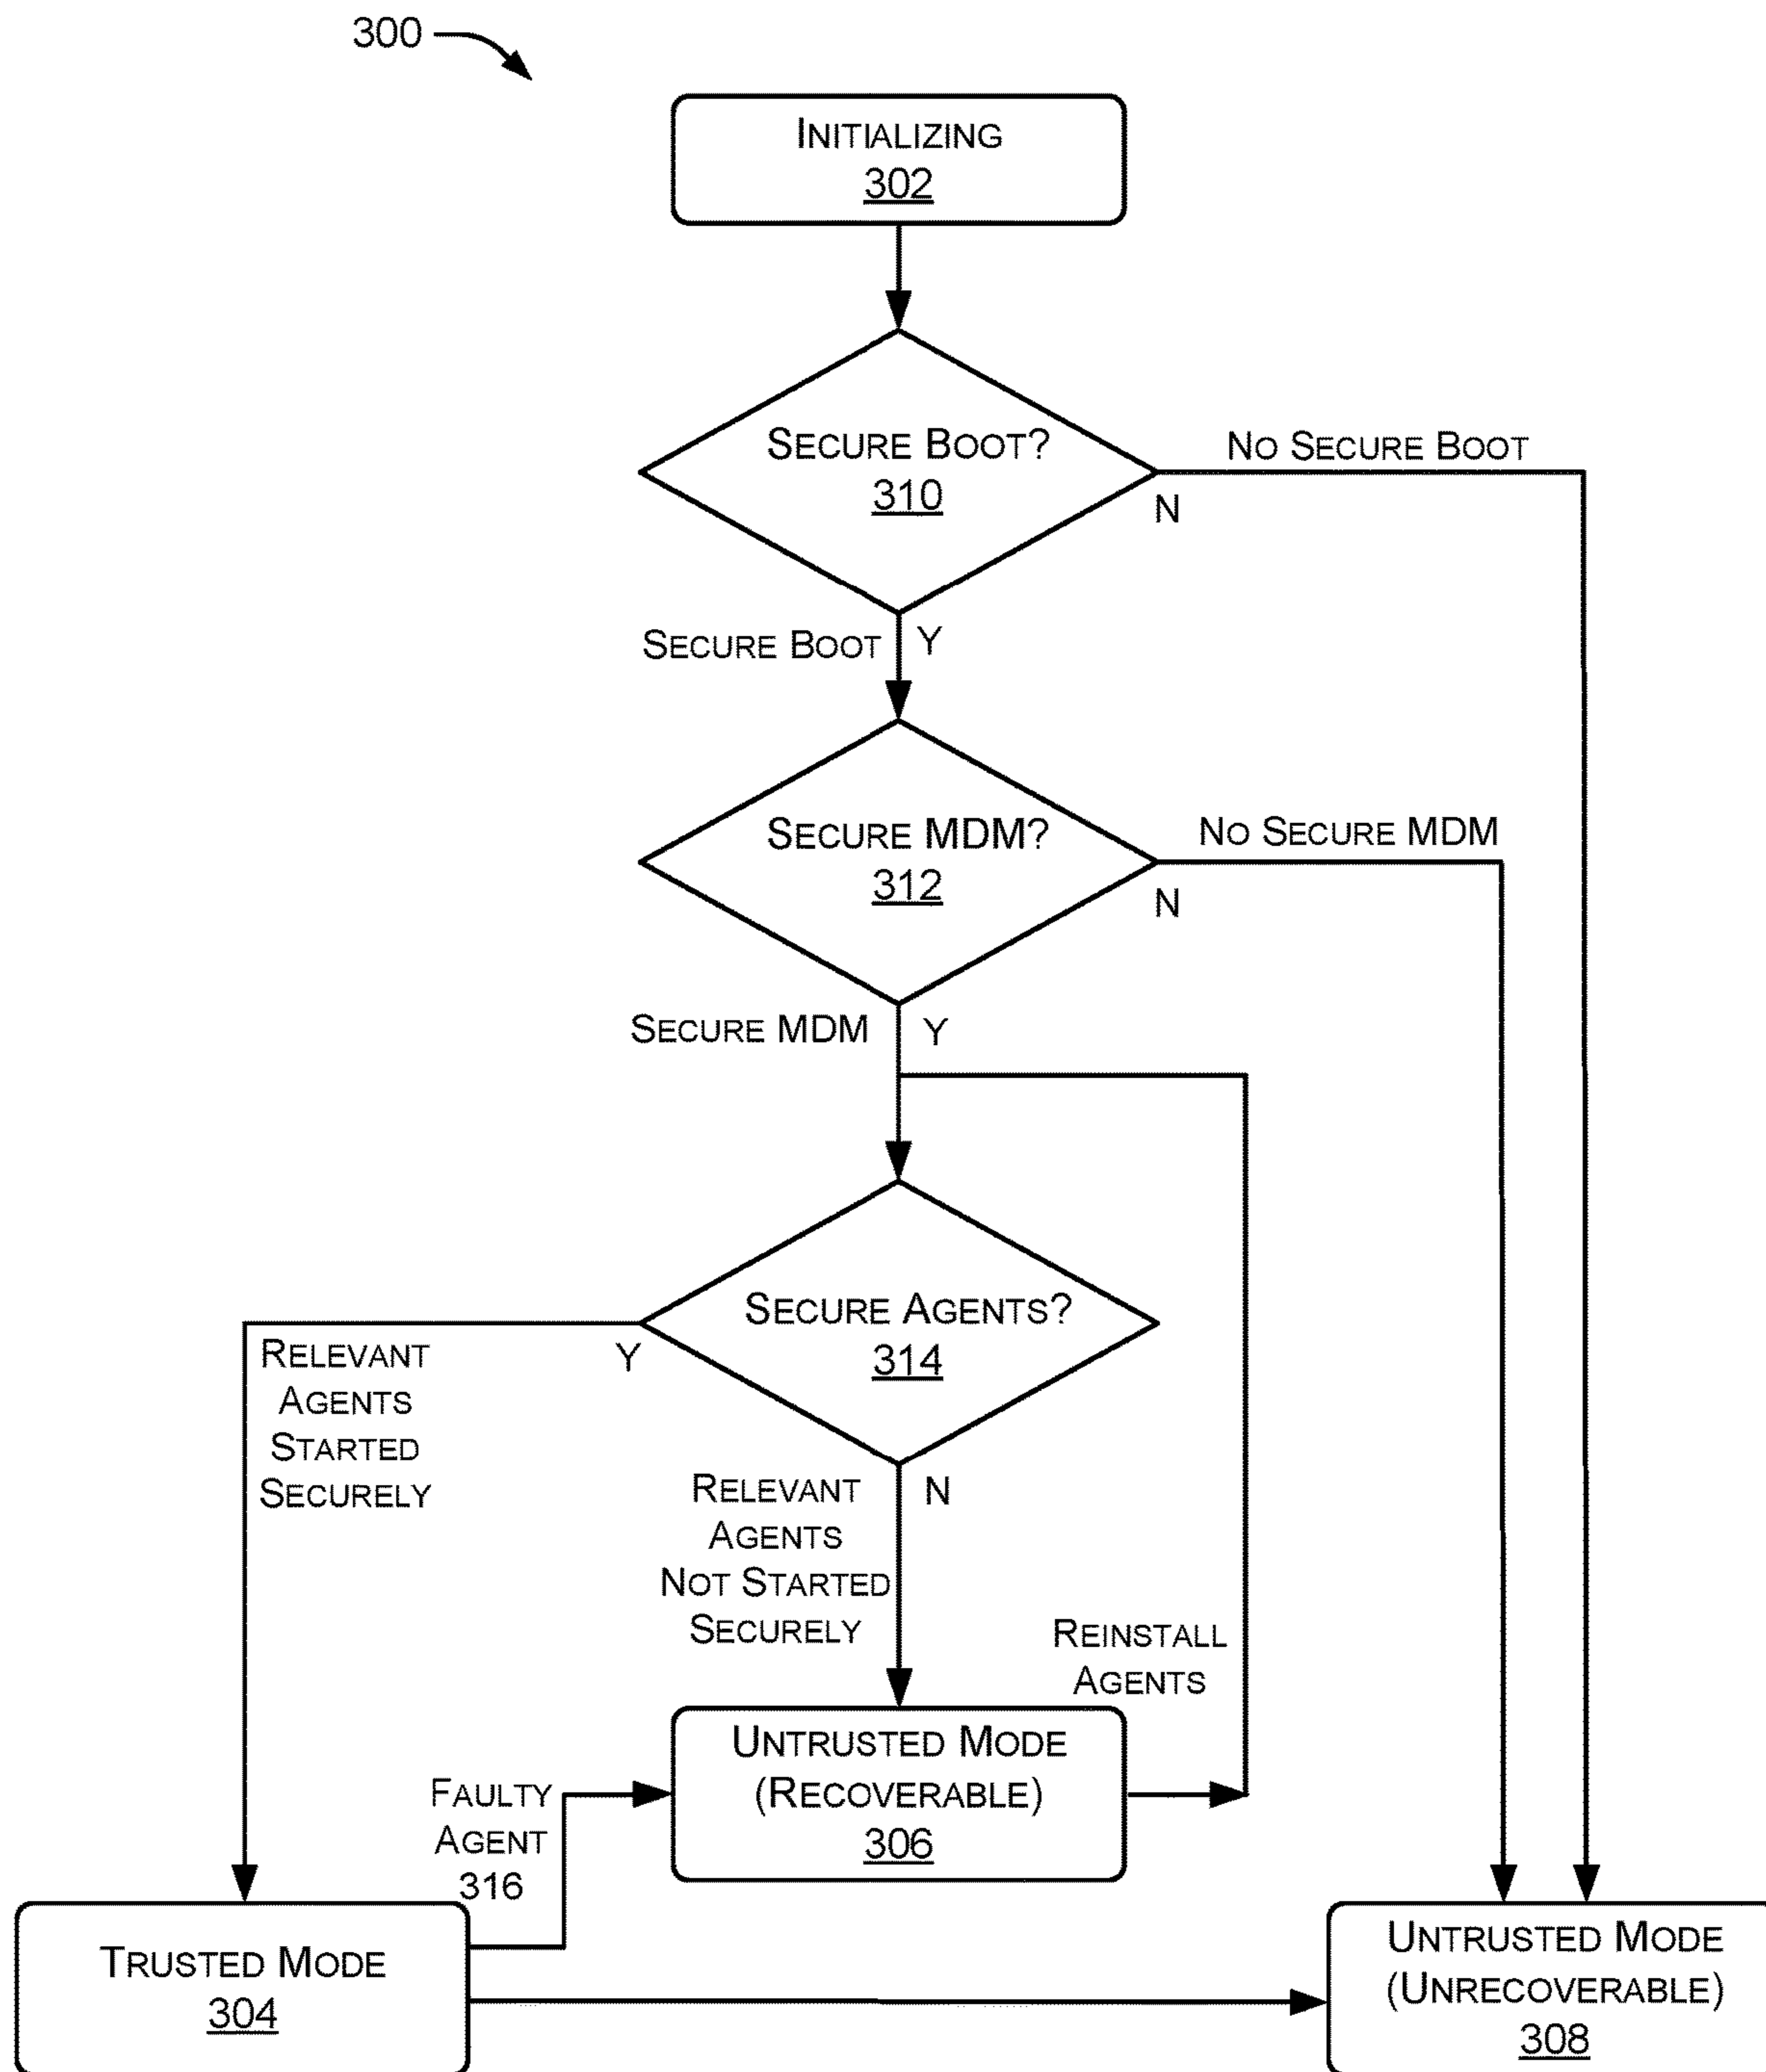 300
INITIALIZING
302
SECURE BOOT?
310
NO SECURE BOOT
N
SECURE BOOT
Y
SECURE MDM?
312
NO SECURE MDM
N
SECURE MDM
Y
SECURE AGENTS?
314
Y
RELEVANT
AGENTS
STARTED
SECURELY
N
RELEVANT
AGENTS
NOT STARTED
SECURELY
REINSTALL
AGENTS
UNTRUSTED MODE
(RECOVERABLE)
306
FAULTY
AGENT
316
TRUSTED MODE
304
UNTRUSTED MODE
(UNRECOVERABLE)
308